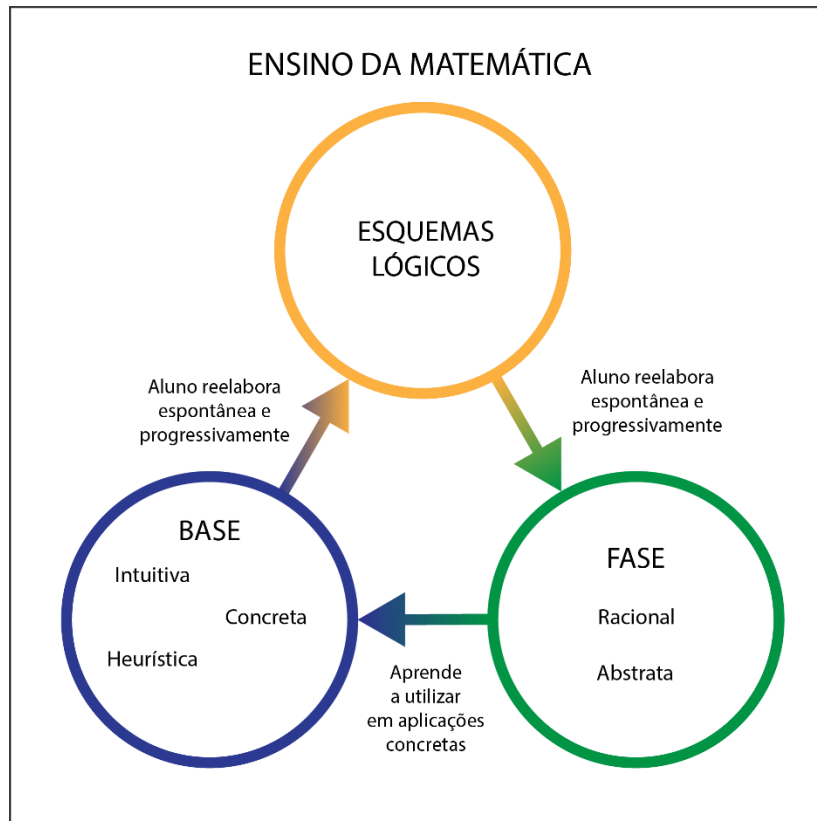 ENSINO DA MATEMÁTICA
ESQUEMAS
LÓGICOS
Aluno reelabora
espontânea e
progressivamente
Aluno reelabora
espontânea e
progressivamente
BASE
Intuitiva
Concreta
Heurística
FASE
Racional
Abstrata
Aprende
a utilizar
em aplicações
concretas